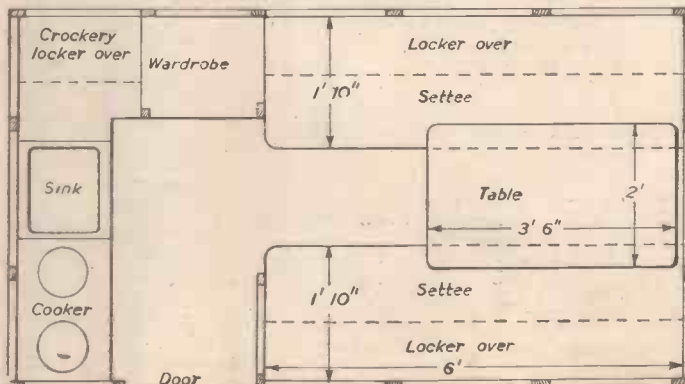 Crockery
locker over
Wardrobe
Locker over
1' 10"
Settee
Sink
Table
2'
3' 6"
Cooker
1' 10"
Settee
Locker over
6'
Door